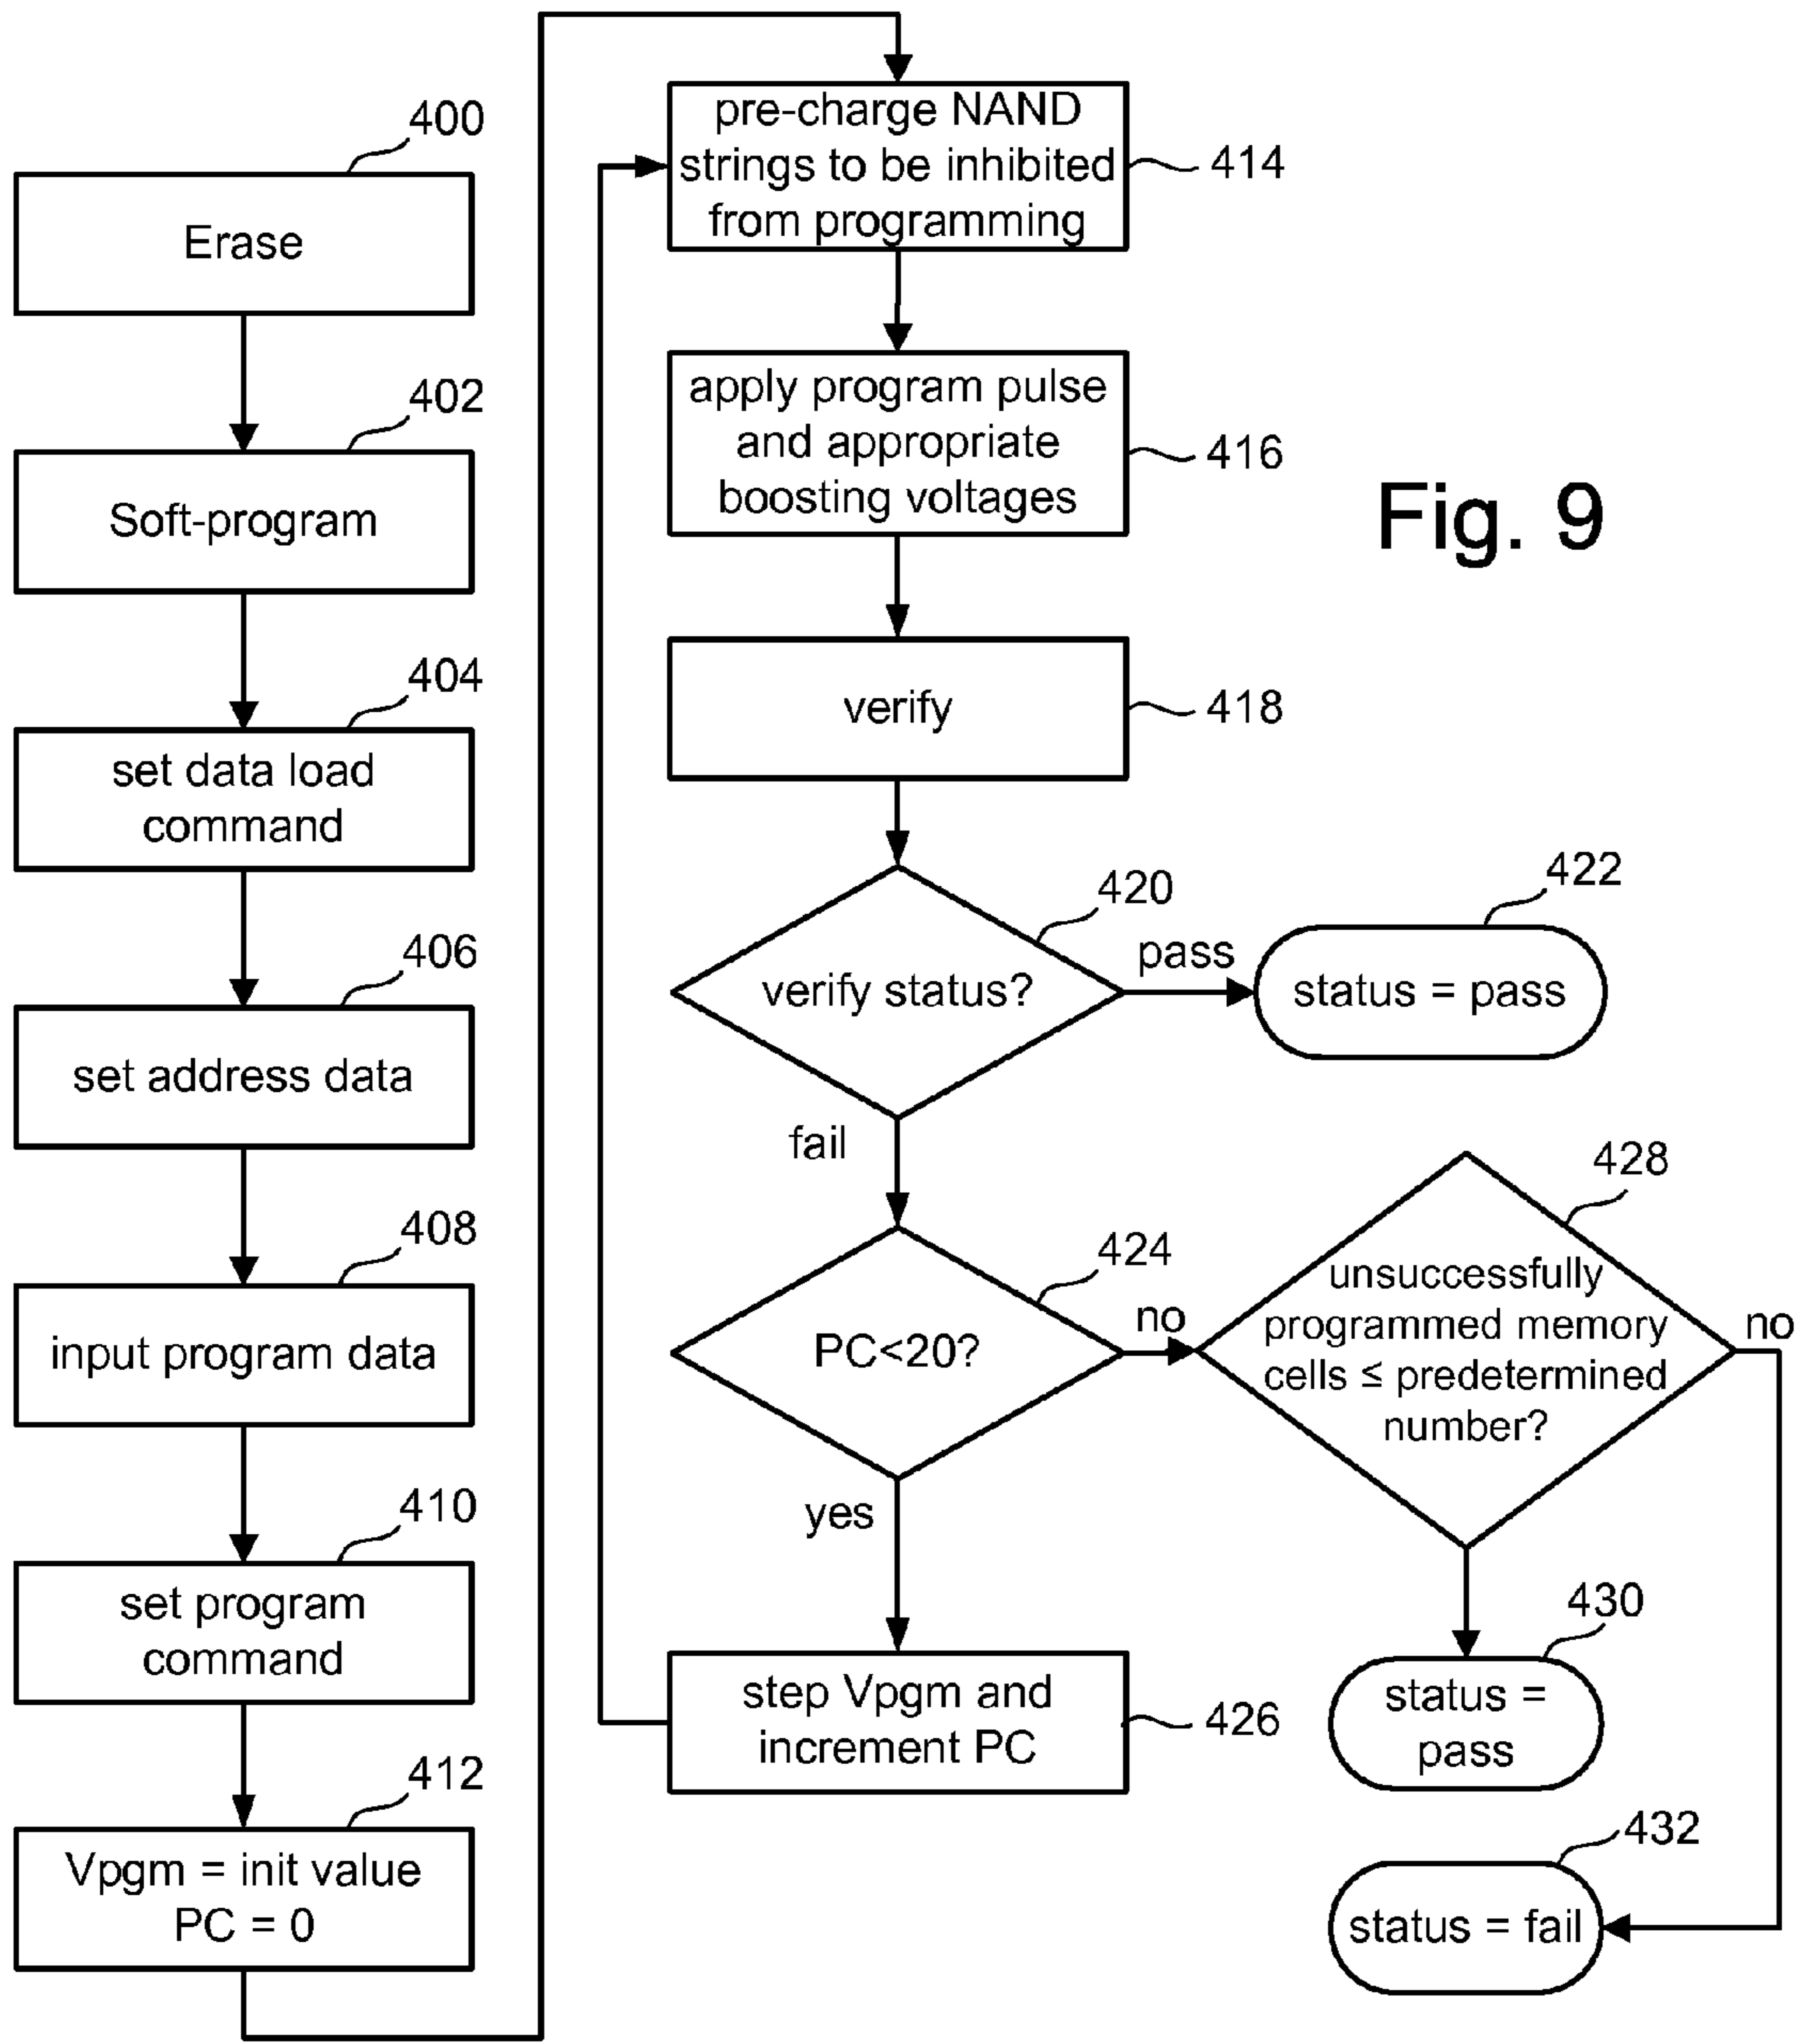 400
Erase
402
Soft-program
404
set data load
command
406
set address data
408
input program data
410
set program
command
412
Vpgm = init value
PC = 0
pre-charge NAND
strings to be inhibited
from programming
414
apply program pulse
and appropriate
boosting voltages
416
Fig. 9
verify
418
420
verify status?
pass
422
status = pass
fail
424
PC<20?
no
428
unsuccessfully
programmed memory
cells ≤ predetermined
number?
no
yes
step Vpgm and
increment PC
426
430
status =
pass
432
status = fail